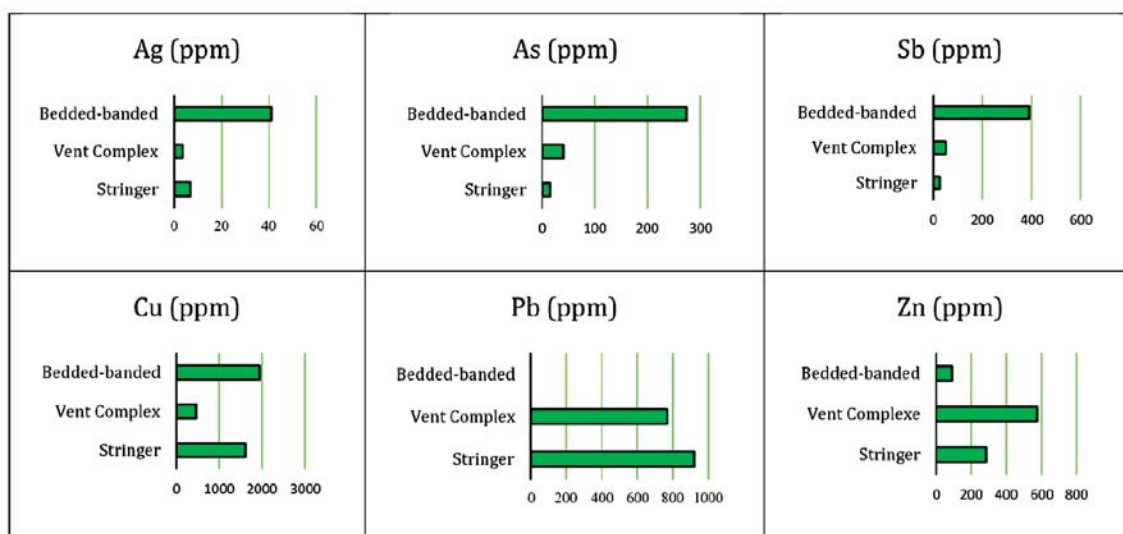 Ag (ppm)
Bedded-banded
Vent Complex
Stringer
0 20 40 60
As (ppm)
Bedded-banded
Vent Complex
Stringer
0 100 200 300
Sb (ppm)
Bedded-banded
Vent Complex
Stringer
0 200 400 600
Cu (ppm)
Bedded-banded
Vent Complex
Stringer
0 1000 2000 3000
Pb (ppm)
Bedded-banded
Vent Complex
Stringer
0 200 400 600 800 1000
Zn (ppm)
Bedded-banded
Vent Complexe
Stringer
0 200 400 600 800